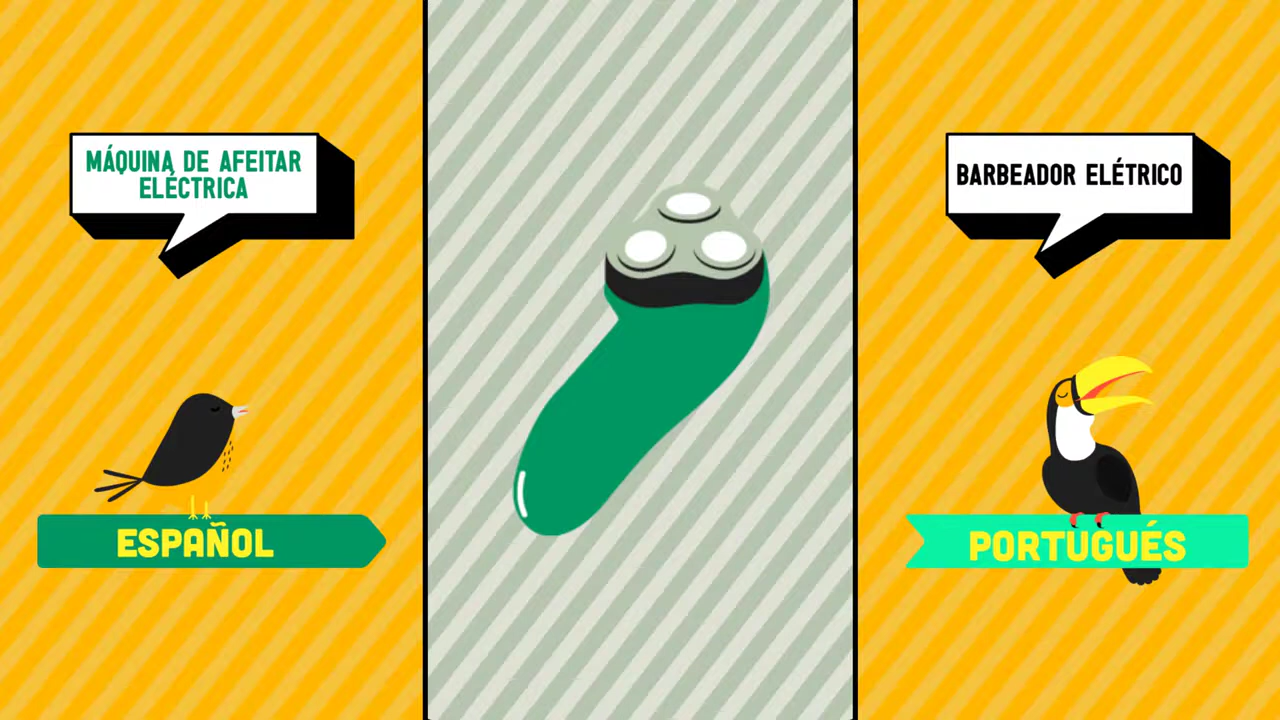 MÁQUINA DE AFEITAR
ELÉCTRICA
BARBEADOR ELÉTRICO
ESPAÑOL
PORTUGUÉS